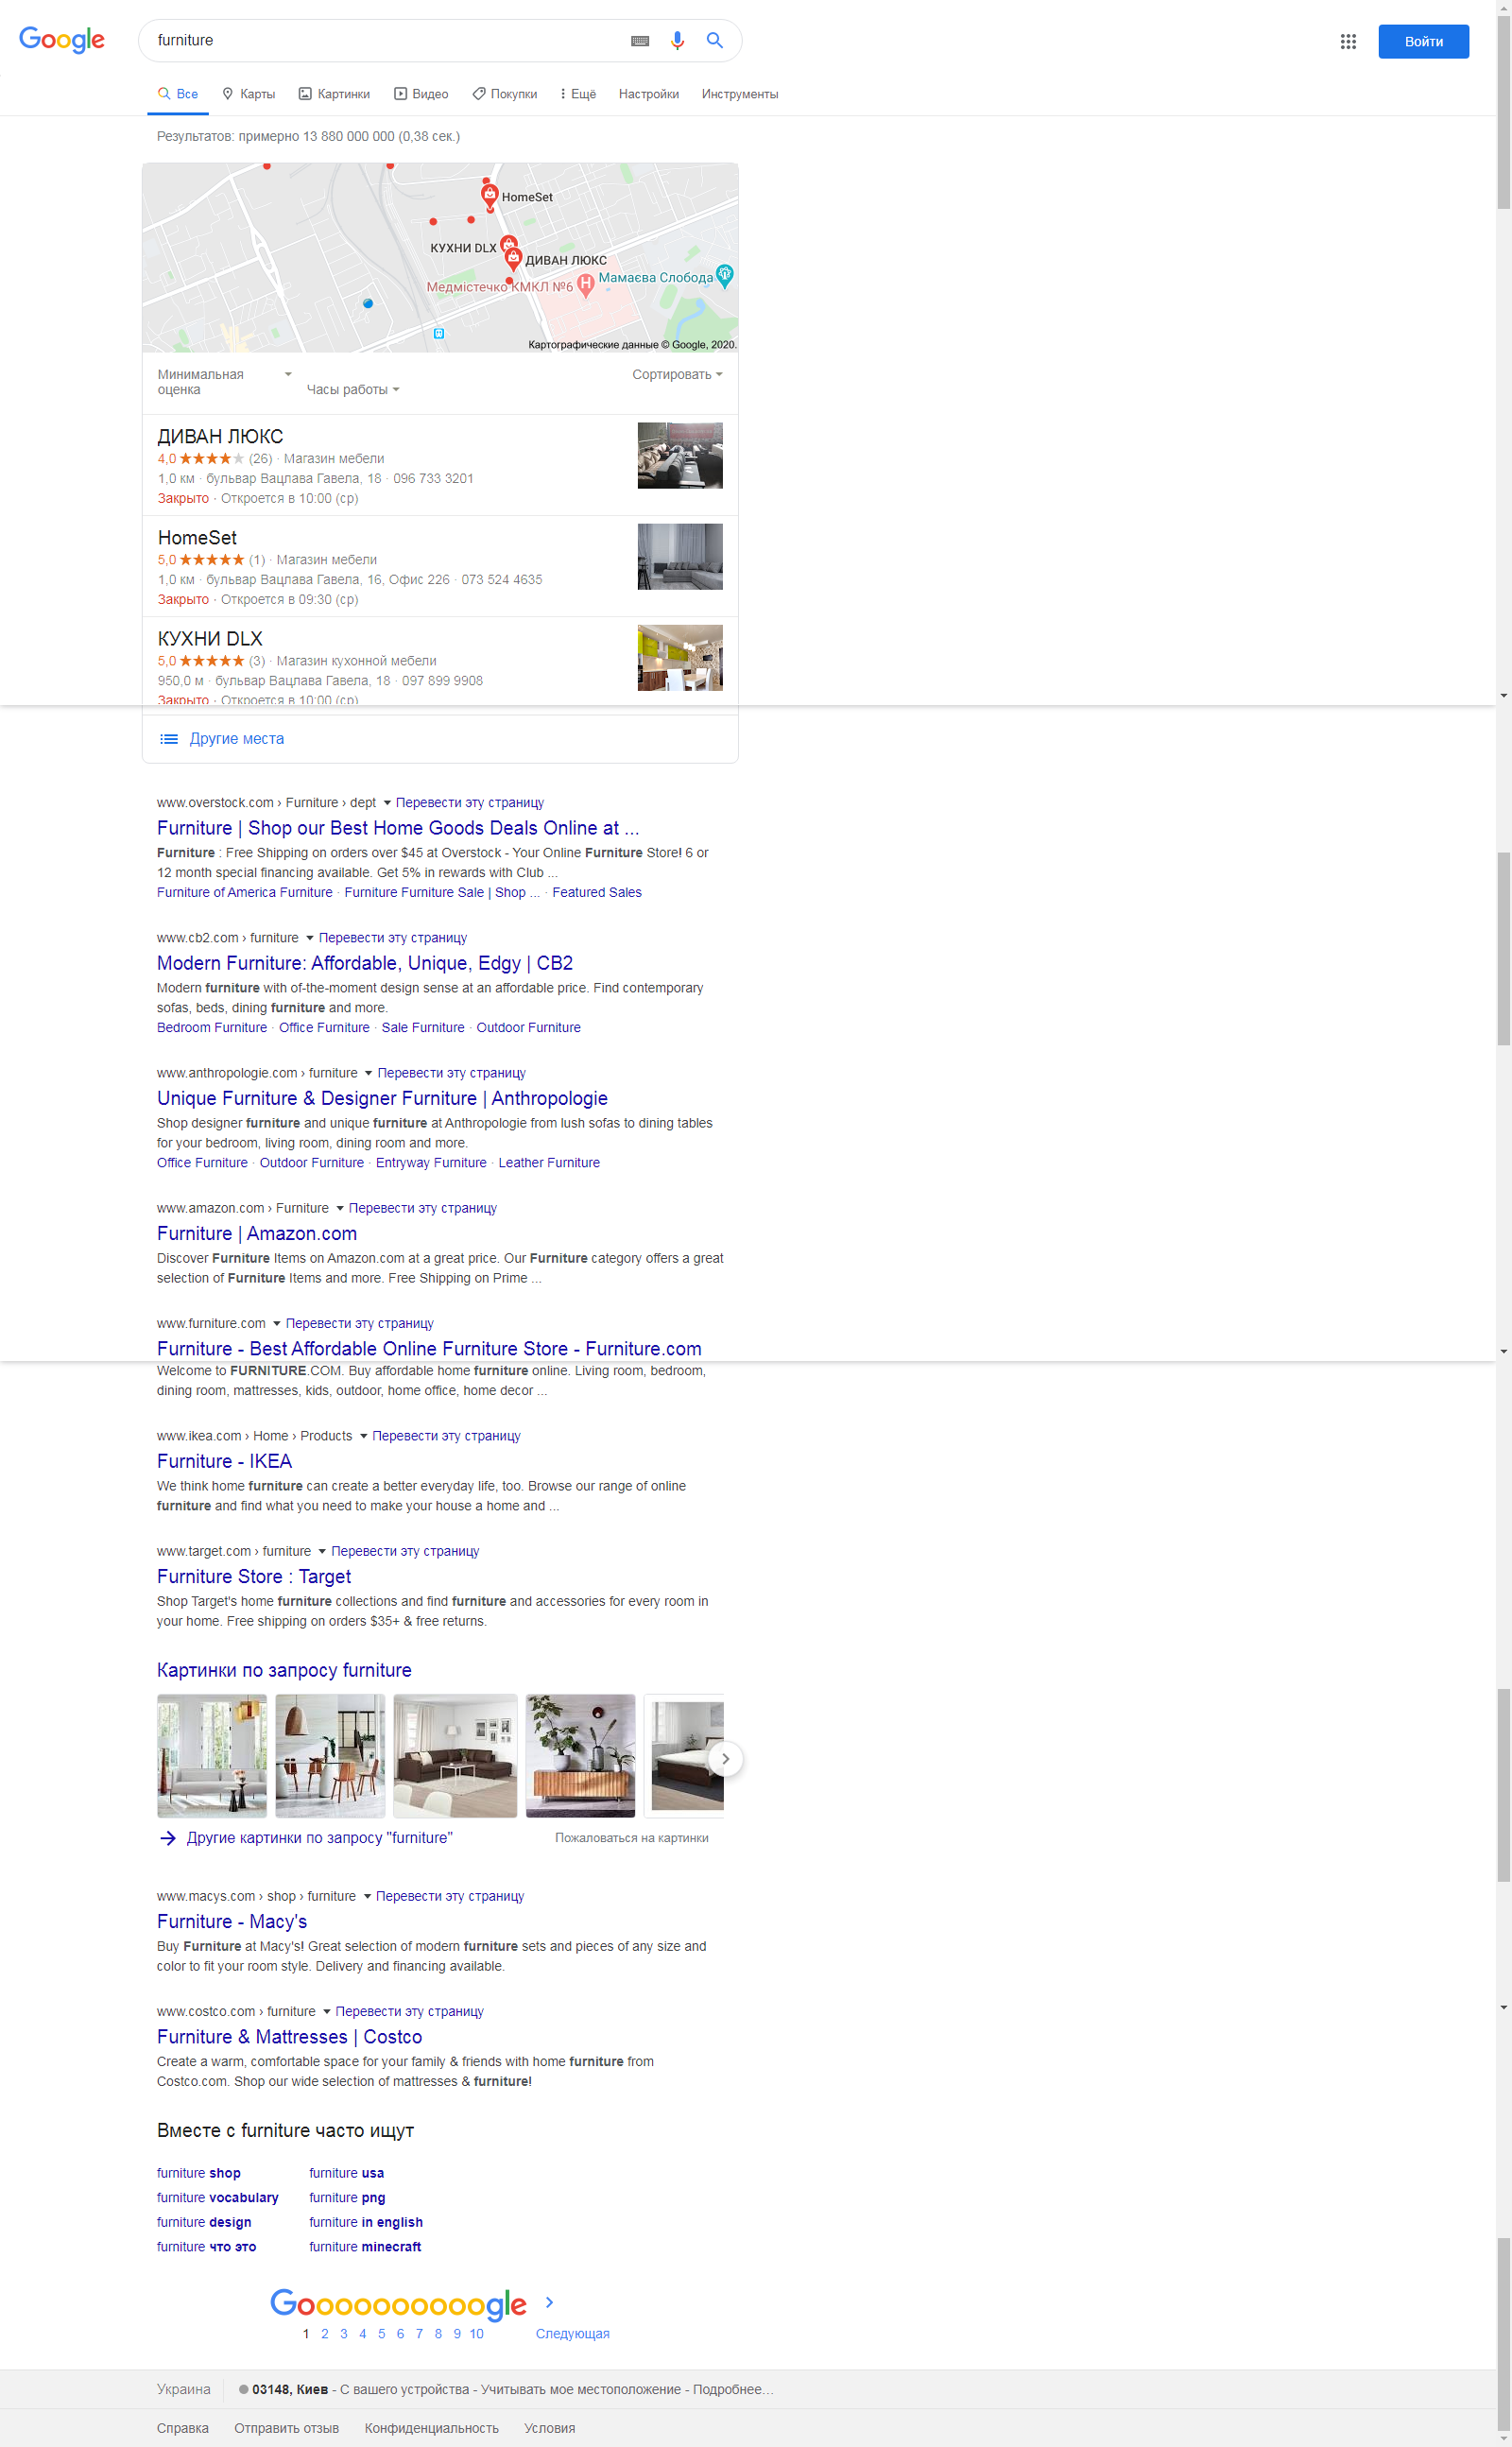 Google
furniture
Войти
Все
Карты
Картинки
Видео
Покупки
Ещё
Настройки
Инструменты
Результатов: примерно 13 880 000 000 (0,38 сек.)
HomeSet
КУХНИ DLX
ДИВАН ЛЮКС
Мамаєва Слобода
Медмістечко КМКЛ №6
Картографические данные © Google, 2020.
Минимальная оценка
Часы работы
Сортировать
ДИВАН ЛЮКС
4,0 (26) · Магазин мебели
1,0 км · бульвар Вацлава Гавела, 18 · 096 733 3201
Закрыто · Откроется в 10:00 (ср)
HomeSet
5,0 (1) · Магазин мебели
1,0 км · бульвар Вацлава Гавела, 16, Офис 226 · 073 524 4635
Закрыто · Откроется в 09:30 (ср)
КУХНИ DLX
5,0 (3) · Магазин кухонной мебели
950,0 м · бульвар Вацлава Гавела, 18 · 097 899 9908
Закрыто · Откроется в 10:00 (ср)
Другие места
www.overstock.com › Furniture › dept Перевести эту страницу
Furniture | Shop our Best Home Goods Deals Online at ...
Furniture : Free Shipping on orders over $45 at Overstock - Your Online Furniture Store! 6 or
12 month special financing available. Get 5% in rewards with Club ...
Furniture of America Furniture · Furniture Furniture Sale | Shop ... · Featured Sales
www.cb2.com › furniture Перевести эту страницу
Modern Furniture: Affordable, Unique, Edgy | CB2
Modern furniture with of-the-moment design sense at an affordable price. Find contemporary
sofas, beds, dining furniture and more.
Bedroom Furniture · Office Furniture · Sale Furniture · Outdoor Furniture
www.anthropologie.com › furniture Перевести эту страницу
Unique Furniture & Designer Furniture | Anthropologie
Shop designer furniture and unique furniture at Anthropologie from lush sofas to dining tables
for your bedroom, living room, dining room and more.
Office Furniture · Outdoor Furniture · Entryway Furniture · Leather Furniture
www.amazon.com › Furniture Перевести эту страницу
Furniture | Amazon.com
Discover Furniture Items on Amazon.com at a great price. Our Furniture category offers a great
selection of Furniture Items and more. Free Shipping on Prime ...
www.furniture.com Перевести эту страницу
Furniture - Best Affordable Online Furniture Store - Furniture.com
Welcome to FURNITURE.COM. Buy affordable home furniture online. Living room, bedroom,
dining room, mattresses, kids, outdoor, home office, home decor ...
www.ikea.com › Home › Products Перевести эту страницу
Furniture - IKEA
We think home furniture can create a better everyday life, too. Browse our range of online
furniture and find what you need to make your house a home and ...
www.target.com › furniture Перевести эту страницу
Furniture Store : Target
Shop Target's home furniture collections and find furniture and accessories for every room in
your home. Free shipping on orders $35+ & free returns.
Картинки по запросу furniture
Другие картинки по запросу "furniture"
Пожаловаться на картинки
www.macys.com › shop › furniture Перевести эту страницу
Furniture - Macy's
Buy Furniture at Macy's! Great selection of modern furniture sets and pieces of any size and
color to fit your room style. Delivery and financing available.
www.costco.com › furniture Перевести эту страницу
Furniture & Mattresses | Costco
Create a warm, comfortable space for your family & friends with home furniture from
Costco.com. Shop our wide selection of mattresses & furniture!
Вместе с furniture часто ищут
furniture shop
furniture usa
furniture vocabulary
furniture png
furniture design
furniture in english
furniture что это
furniture minecraft
Goooooooooogle
1 2 3 4 5 6 7 8 9 10 Следующая
Украина
03148, Киев - С вашего устройства - Учитывать мое местоположение - Подробнее…
Справка
Отправить отзыв
Конфиденциальность
Условия